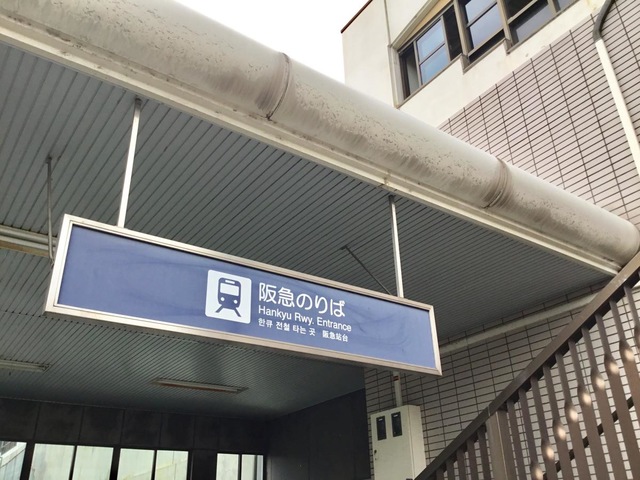 阪急のりば
Hankyu Rwy. Entrance
한큐 전철 타는 곳 阪急站台